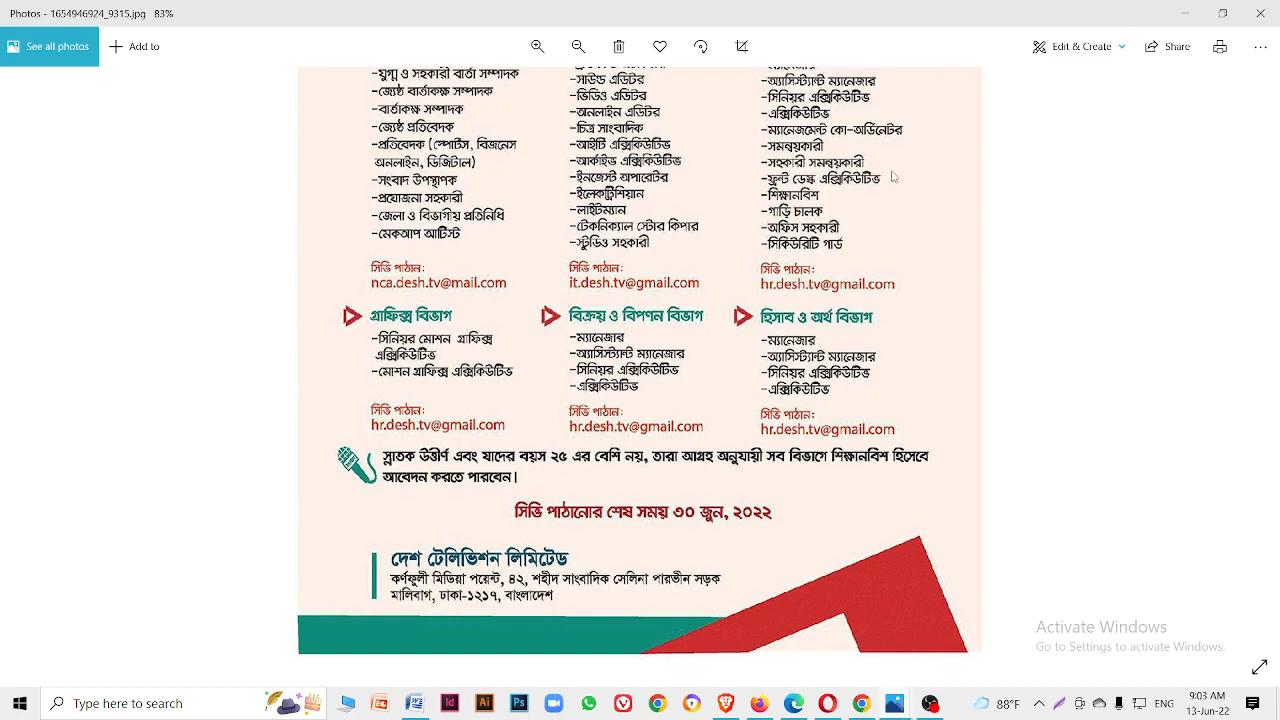 Photos - 1654694624_915.jpg   83%
See all photos
Add to
Edit & Create
Share
-যুগ্ম ও সহকারী বার্তা সম্পাদক
-জ্যেষ্ঠ বার্তাকক্ষ সম্পাদক
-বার্তাকক্ষ সম্পাদক
-জ্যেষ্ঠ প্রতিবেদক
-প্রতিবেদক (স্পোর্টস, বিজনেস
অনলাইন, ডিজিটাল)
-সংবাদ উপস্থাপক
-প্রযোজনা সহকারী
-জেলা ও বিভাগীয় প্রতিনিধি
-মেকআপ আর্টিস্ট
সিভি পাঠান:
nca.desh.tv@mail.com
-সাউন্ড এডিটর
-ভিডিও এডিটর
-অনলাইন এডিটর
-চিত্র সাংবাদিক
-আইটি এক্সিকিউটিভ
-আর্কাইভ এক্সিকিউটিভ
-ইনজেস্ট অপারেটর
-ইলেকট্রিশিয়ান
-লাইটম্যান
-টেকনিক্যাল স্টোর কিপার
-স্টুডিও সহকারী
সিভি পাঠান:
it.desh.tv@gmail.com
-অ্যাসিস্ট্যান্ট ম্যানেজার
-সিনিয়র এক্সিকিউটিভ
-এক্সিকিউটিভ
-ম্যানেজমেন্ট কো-অর্ডিনেটর
-সমন্বয়কারী
-সহকারী সমন্বয়কারী
-ফ্রন্ট ডেস্ক এক্সিকিউটিভ
-শিক্ষানবিশ
-গাড়ি চালক
-অফিস সহকারী
-সিকিউরিটি গার্ড
সিভি পাঠান:
hr.desh.tv@gmail.com
গ্রাফিক্স বিভাগ
-সিনিয়র মোশন গ্রাফিক্স
এক্সিকিউটিভ
-মোশন গ্রাফিক্স এক্সিকিউটিভ
সিভি পাঠান:
hr.desh.tv@gmail.com
বিক্রয় ও বিপণন বিভাগ
-ম্যানেজার
-অ্যাসিস্ট্যান্ট ম্যানেজার
-সিনিয়র এক্সিকিউটিভ
-এক্সিকিউটিভ
সিভি পাঠান:
hr.desh.tv@gmail.com
হিসাব ও অর্থ বিভাগ
-ম্যানেজার
-অ্যাসিস্ট্যান্ট ম্যানেজার
-সিনিয়র এক্সিকিউটিভ
-এক্সিকিউটিভ
সিভি পাঠান:
hr.desh.tv@gmail.com
স্নাতক উত্তীর্ণ এবং যাদের বয়স ২৫ এর বেশি নয়, তারা আগ্রহ অনুযায়ী সব বিভাগে শিক্ষানবিশ হিসেবে
আবেদন করতে পারবেন।
সিভি পাঠানোর শেষ সময় ৩০ জুন, ২০২২
দেশ টেলিভিশন লিমিটেড
কর্ণফুলী মিডিয়া পয়েন্ট, ৪২, শহীদ সাংবাদিক সেলিনা পারভীন সড়ক
মালিবাগ, ঢাকা-১২১৭, বাংলাদেশ
Activate Windows
Go to Settings to activate Windows.
Type here to search
88°F
ENG
9:03 AM
13-Jun-22